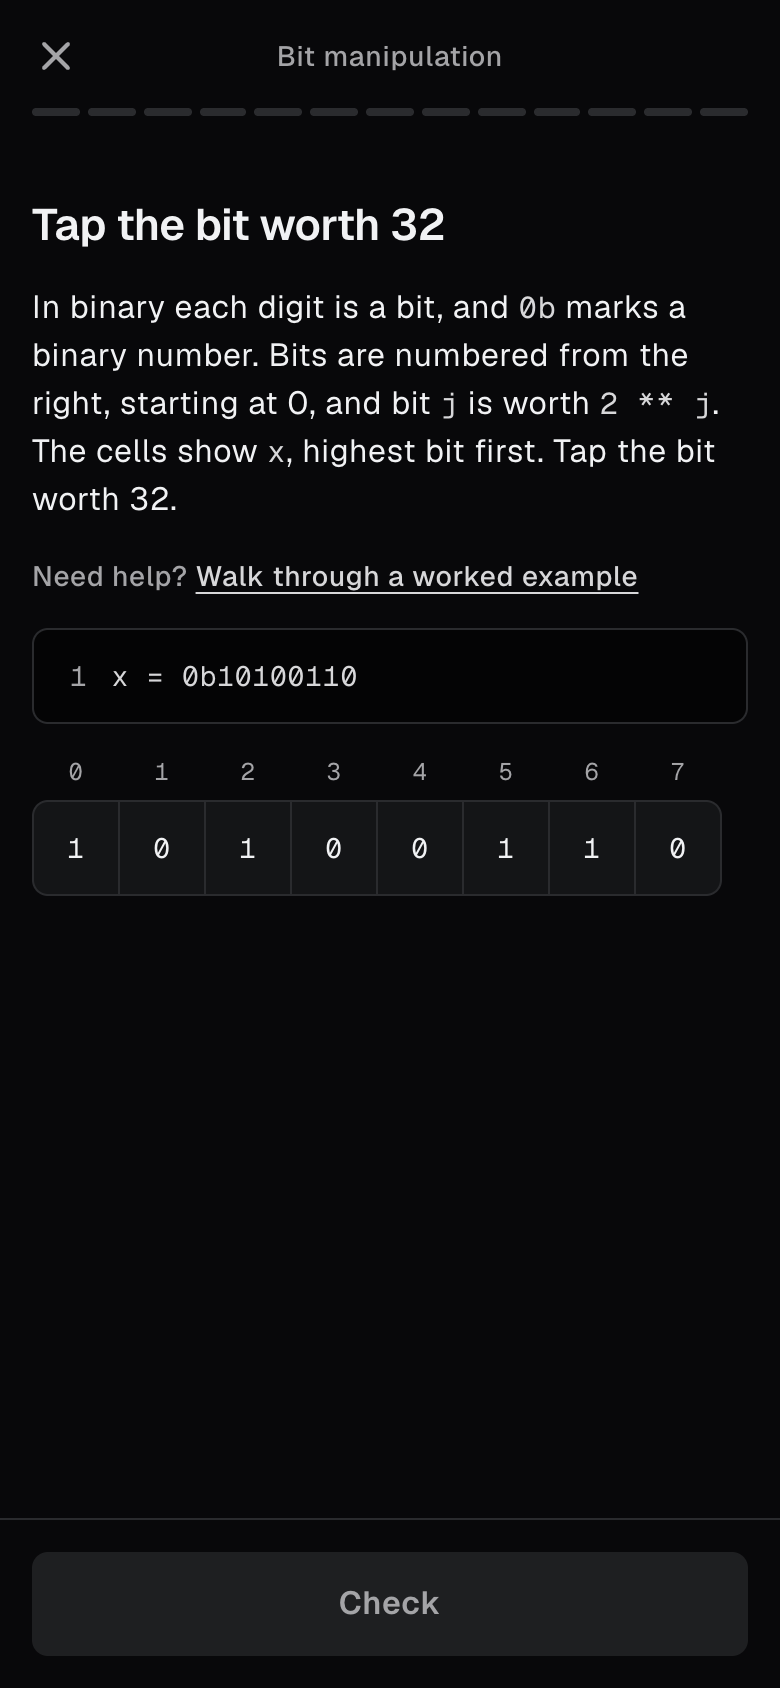 Bit manipulation
Tap the bit worth 32
In binary each digit is a bit, and 0b marks a
binary number. Bits are numbered from the
right, starting at 0, and bit j is worth 2 ** j.
The cells show x, highest bit first. Tap the bit
worth 32.
Need help? Walk through a worked example
1 x = 0b10100110
0 1 2 3 4 5 6 7
1 0 1 0 0 1 1 0
Check